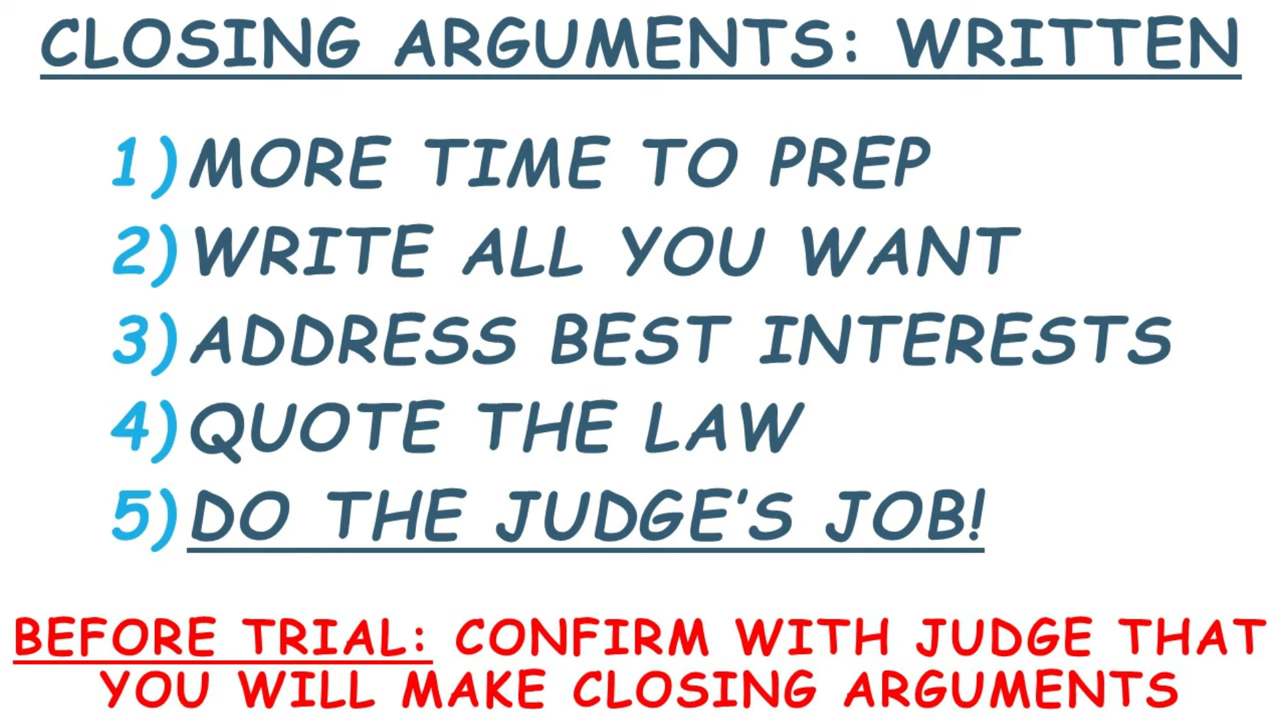 CLOSING ARGUMENTS: WRITTEN
1) MORE TIME TO PREP
2) WRITE ALL YOU WANT
3) ADDRESS BEST INTERESTS
4) QUOTE THE LAW
5) DO THE JUDGE'S JOB!
BEFORE TRIAL: CONFIRM WITH JUDGE THAT
YOU WILL MAKE CLOSING ARGUMENTS